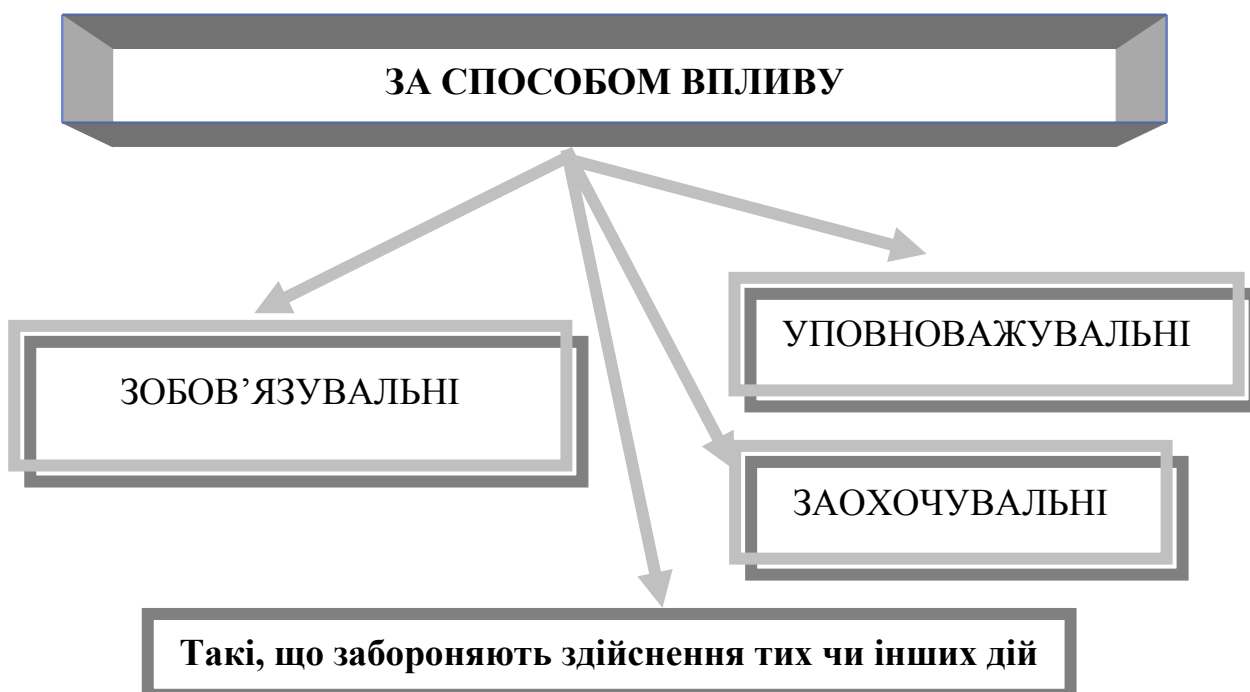 ЗА СПОСОБОМ ВПЛИВУ
УПОВНОВАЖУВАЛЬНІ
ЗОБОВ’ЯЗУВАЛЬНІ
ЗАОХОЧУВАЛЬНІ
Такі, що забороняють здійснення тих чи інших дій